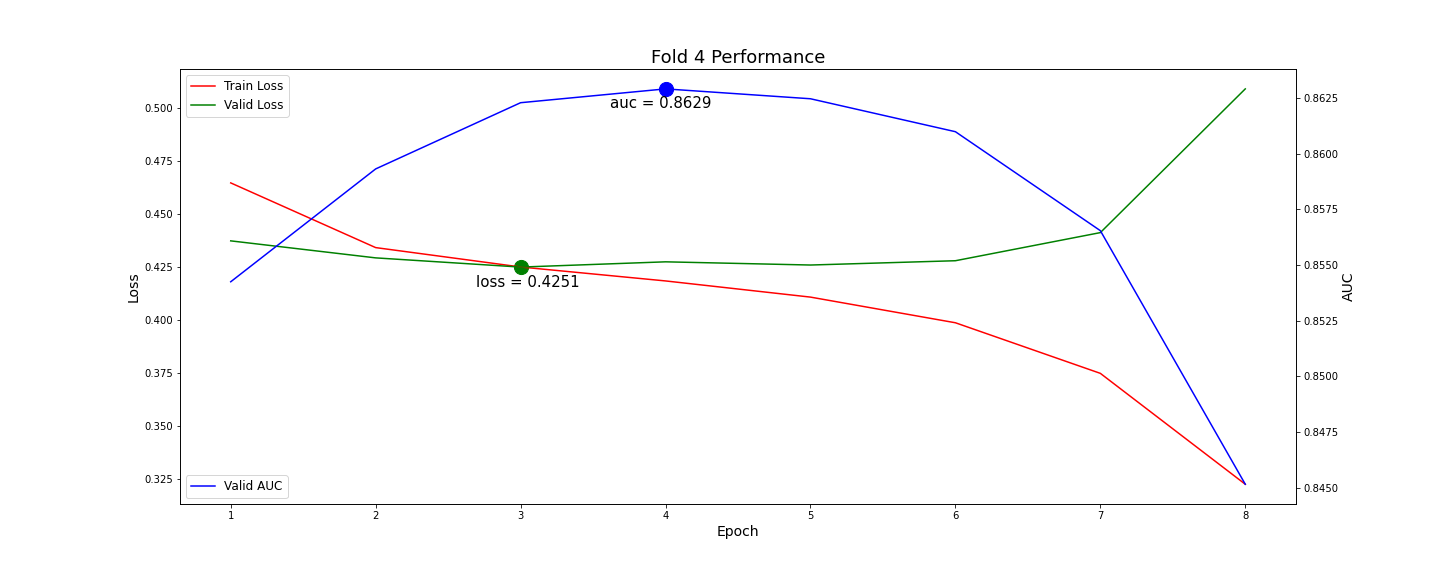 Fold 4 Performance
Train Loss
Valid Loss
auc = 0.8629
loss = 0.4251
Valid AUC
Loss
0.500
0.475
0.450
0.425
0.400
0.375
0.350
0.325
AUC
0.8625
0.8600
0.8575
0.8550
0.8525
0.8500
0.8475
0.8450
1 2 3 4 5 6 7 8
Epoch